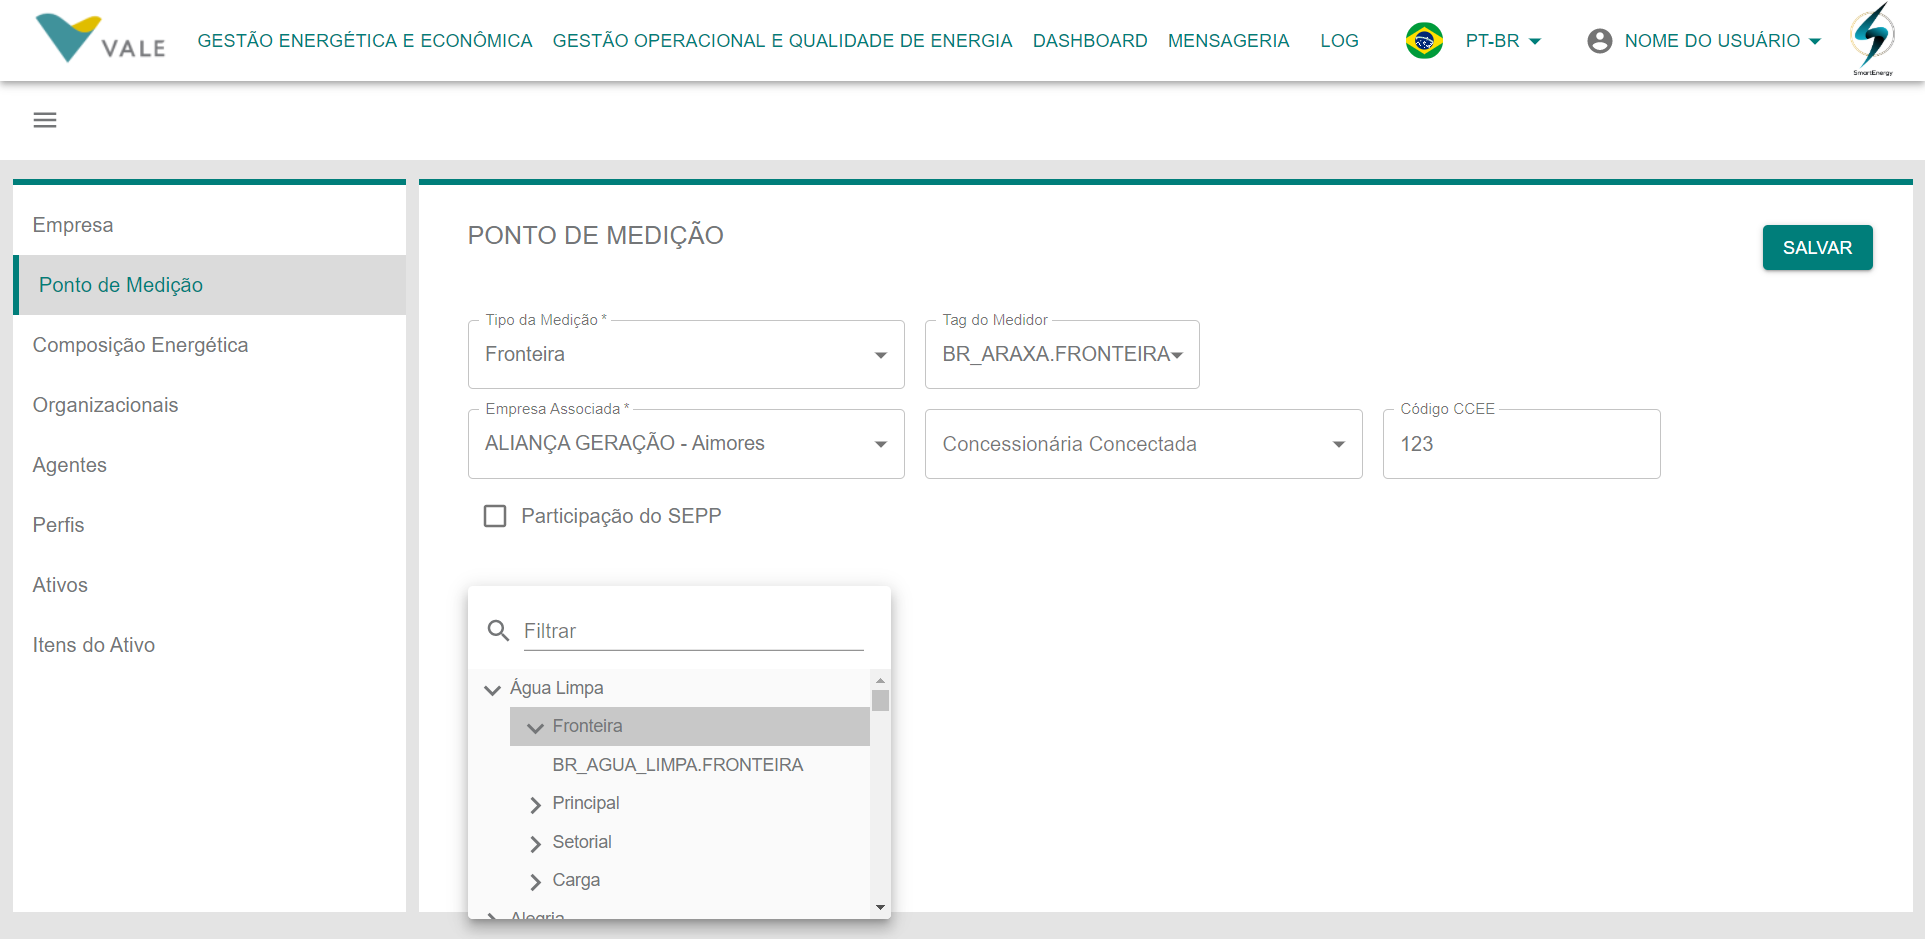 VALE
GESTÃO ENERGÉTICA E ECONÔMICA
GESTÃO OPERACIONAL E QUALIDADE DE ENERGIA
DASHBOARD
MENSAGERIA
LOG
PT-BR
NOME DO USUÁRIO
SmartEnergy
Empresa
Ponto de Medição
Composição Energética
Organizacionais
Agentes
Perfis
Ativos
Itens do Ativo
PONTO DE MEDIÇÃO
SALVAR
Tipo da Medição *
Fronteira
Tag do Medidor
BR_ARAXA.FRONTEIRA
Empresa Associada *
ALIANÇA GERAÇÃO - Aimores
Concessionária Concectada
Código CCEE
123
Participação do SEPP
Filtrar
Água Limpa
Fronteira
BR_AGUA_LIMPA.FRONTEIRA
Principal
Setorial
Carga
Alegria